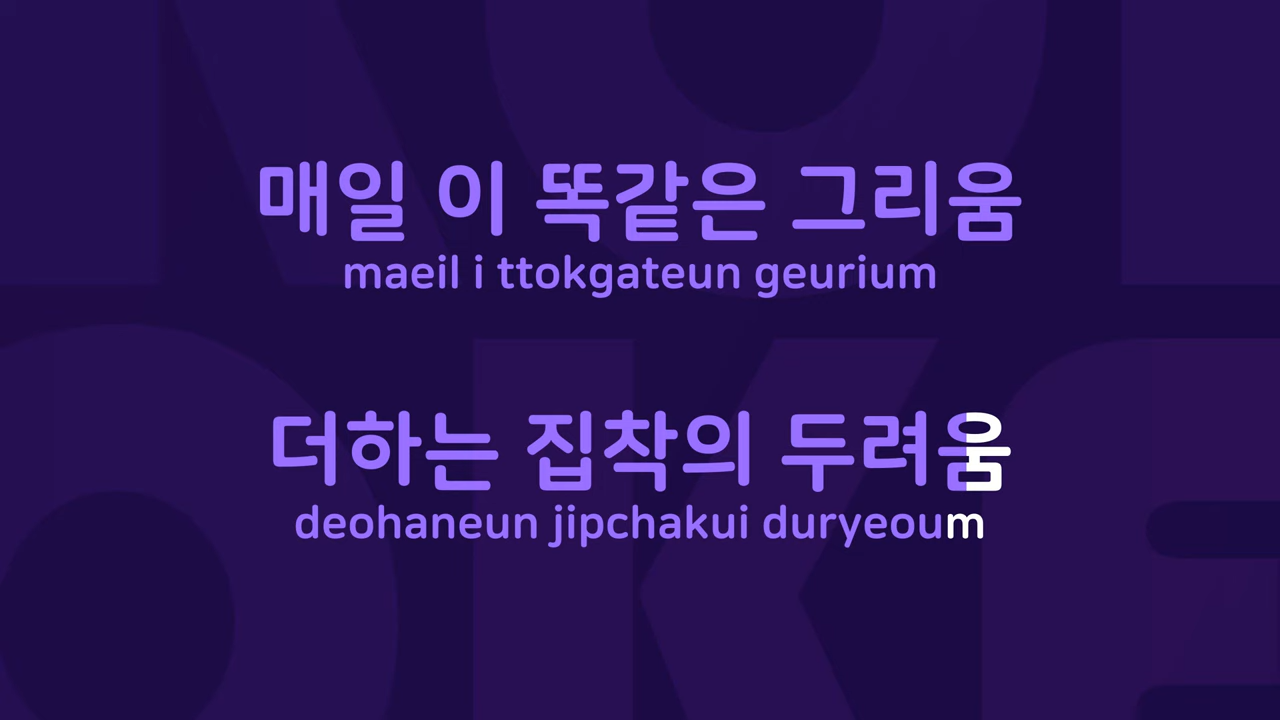 매일 이 똑같은 그리움
maeil i ttokgateun geurium
더하는 집착의 두려움
deohaneun jipchakui duryeoum